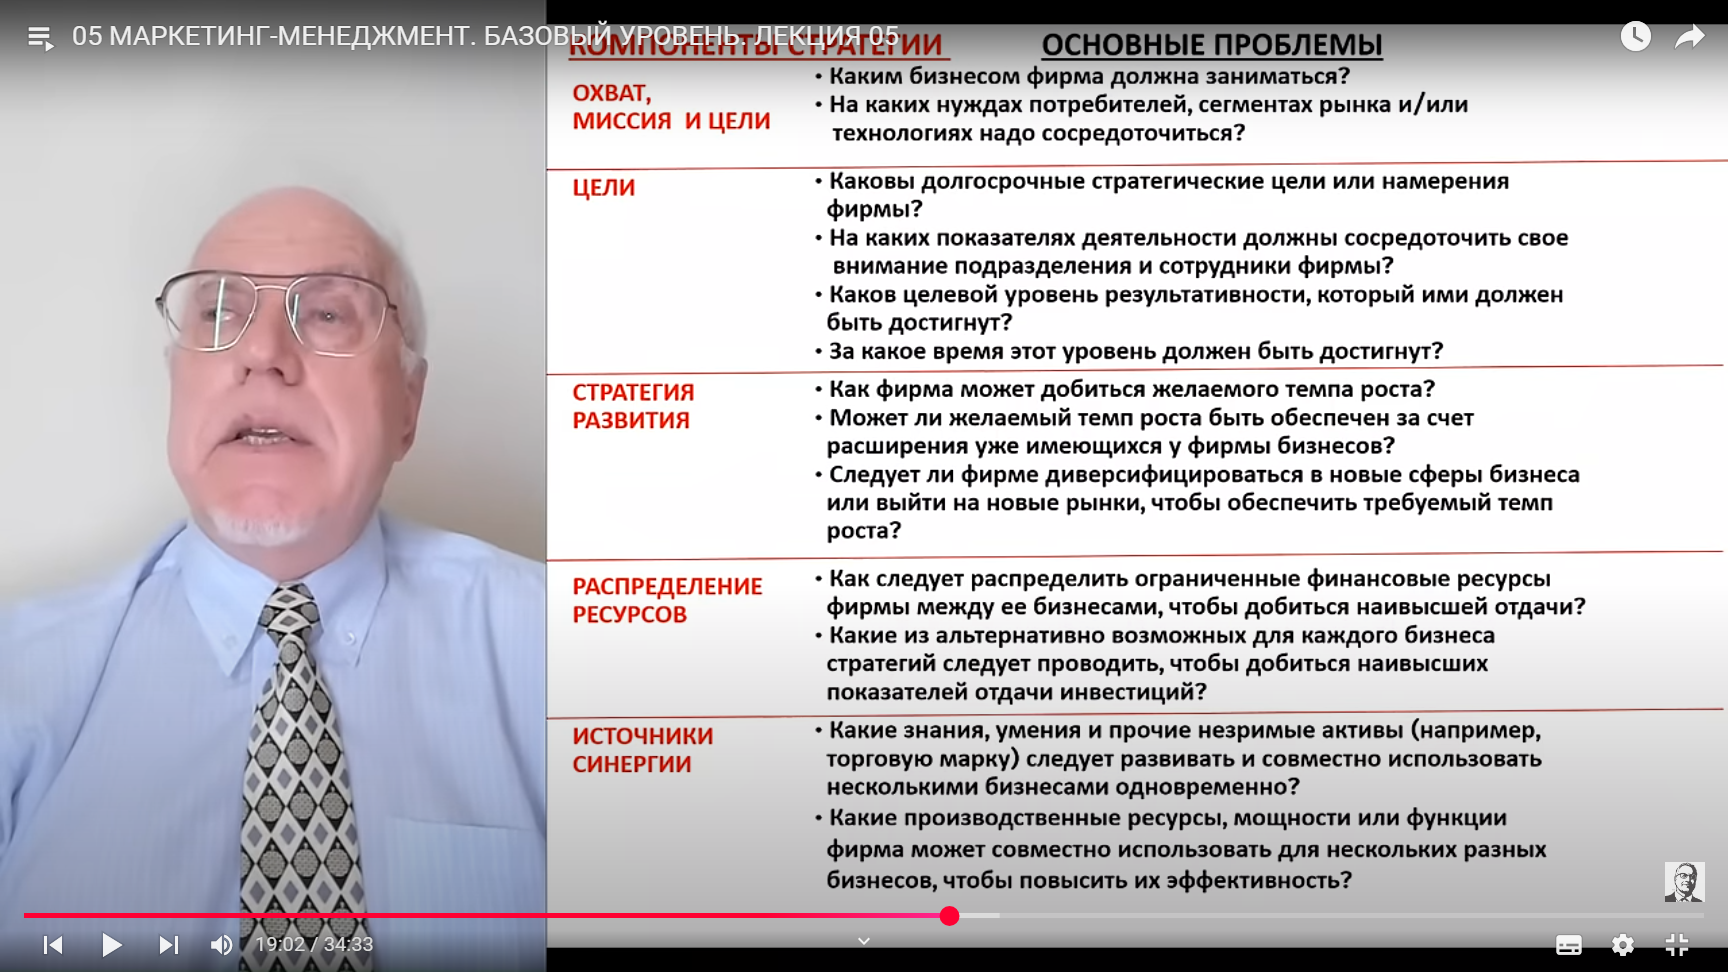 05 МАРКЕТИНГ-МЕНЕДЖМЕНТ. БАЗОВЫЙ УРОВЕНЬ. ЛЕКЦИЯ 05
КОМПОНЕНТЫ СТРАТЕГИИ
ОСНОВНЫЕ ПРОБЛЕМЫ
ОХВАТ,
МИССИЯ И ЦЕЛИ
• Каким бизнесом фирма должна заниматься?
• На каких нуждах потребителей, сегментах рынка и/или
технологиях надо сосредоточиться?
ЦЕЛИ
• Каковы долгосрочные стратегические цели или намерения
фирмы?
• На каких показателях деятельности должны сосредоточить свое
внимание подразделения и сотрудники фирмы?
• Каков целевой уровень результативности, который ими должен
быть достигнут?
• За какое время этот уровень должен быть достигнут?
СТРАТЕГИЯ
РАЗВИТИЯ
• Как фирма может добиться желаемого темпа роста?
• Может ли желаемый темп роста быть обеспечен за счет
расширения уже имеющихся у фирмы бизнесов?
• Следует ли фирме диверсифицироваться в новые сферы бизнеса
или выйти на новые рынки, чтобы обеспечить требуемый темп
роста?
РАСПРЕДЕЛЕНИЕ
РЕСУРСОВ
• Как следует распределить ограниченные финансовые ресурсы
фирмы между ее бизнесами, чтобы добиться наивысшей отдачи?
• Какие из альтернативно возможных для каждого бизнеса
стратегий следует проводить, чтобы добиться наивысших
показателей отдачи инвестиций?
ИСТОЧНИКИ
СИНЕРГИИ
• Какие знания, умения и прочие незримые активы (например,
торговую марку) следует развивать и совместно использовать
несколькими бизнесами одновременно?
• Какие производственные ресурсы, мощности или функции
фирма может совместно использовать для нескольких разных
бизнесов, чтобы повысить их эффективность?
19:02 / 34:33